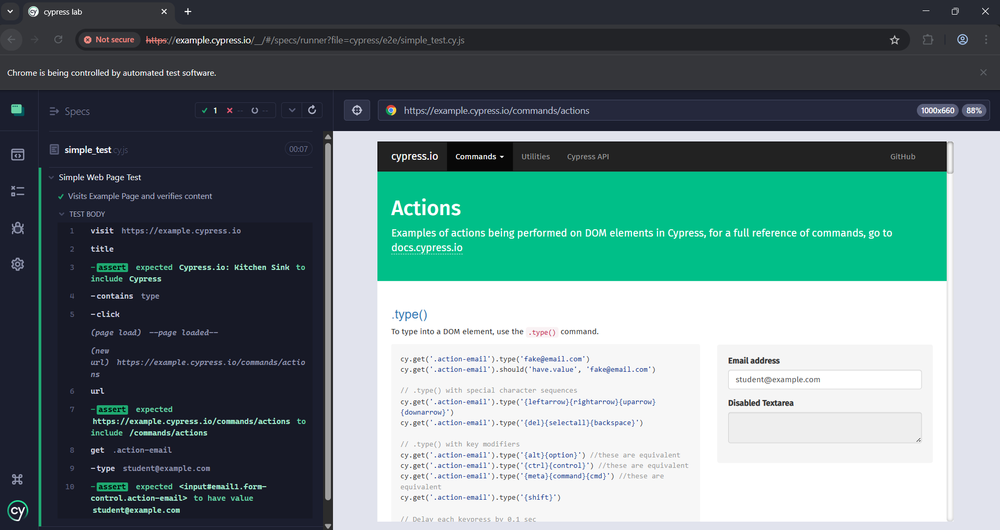 cypress lab
Not secure https://example.cypress.io/__/#/specs/runner?file=cypress/e2e/simple_test.cy.js
Chrome is being controlled by automated test software.
Specs
1 -- --
simple_test.cy.js 00:07
Simple Web Page Test
Visits Example Page and verifies content
TEST BODY
1 visit https://example.cypress.io
2 title
3 -assert expected Cypress.io: Kitchen Sink to
include Cypress
4 -contains type
5 -click
(page load) --page loaded--
(new
url) https://example.cypress.io/commands/actio
ns
6 url
7 -assert expected
https://example.cypress.io/commands/actions to
include /commands/actions
8 get .action-email
9 -type student@example.com
10 -assert expected <input#email1.form-
control.action-email> to have value
student@example.com
cy
https://example.cypress.io/commands/actions 1000x660 88%
cypress.io Commands Utilities Cypress API GitHub
Actions
Examples of actions being performed on DOM elements in Cypress, for a full reference of commands, go to
docs.cypress.io
.type()
To type into a DOM element, use the .type() command.
cy.get('.action-email').type('fake@email.com')
cy.get('.action-email').should('have.value', 'fake@email.com')
// .type() with special character sequences
cy.get('.action-email').type('{leftarrow}{rightarrow}{uparrow}
{downarrow}')
cy.get('.action-email').type('{del}{selectall}{backspace}')
// .type() with key modifiers
cy.get('.action-email').type('{alt}{option}') //these are equivalent
cy.get('.action-email').type('{ctrl}{control}') //these are equivalent
cy.get('.action-email').type('{meta}{command}{cmd}') //these are
equivalent
cy.get('.action-email').type('{shift}')
// Delay each keypress by 0.1 sec
Email address
student@example.com
Disabled Textarea